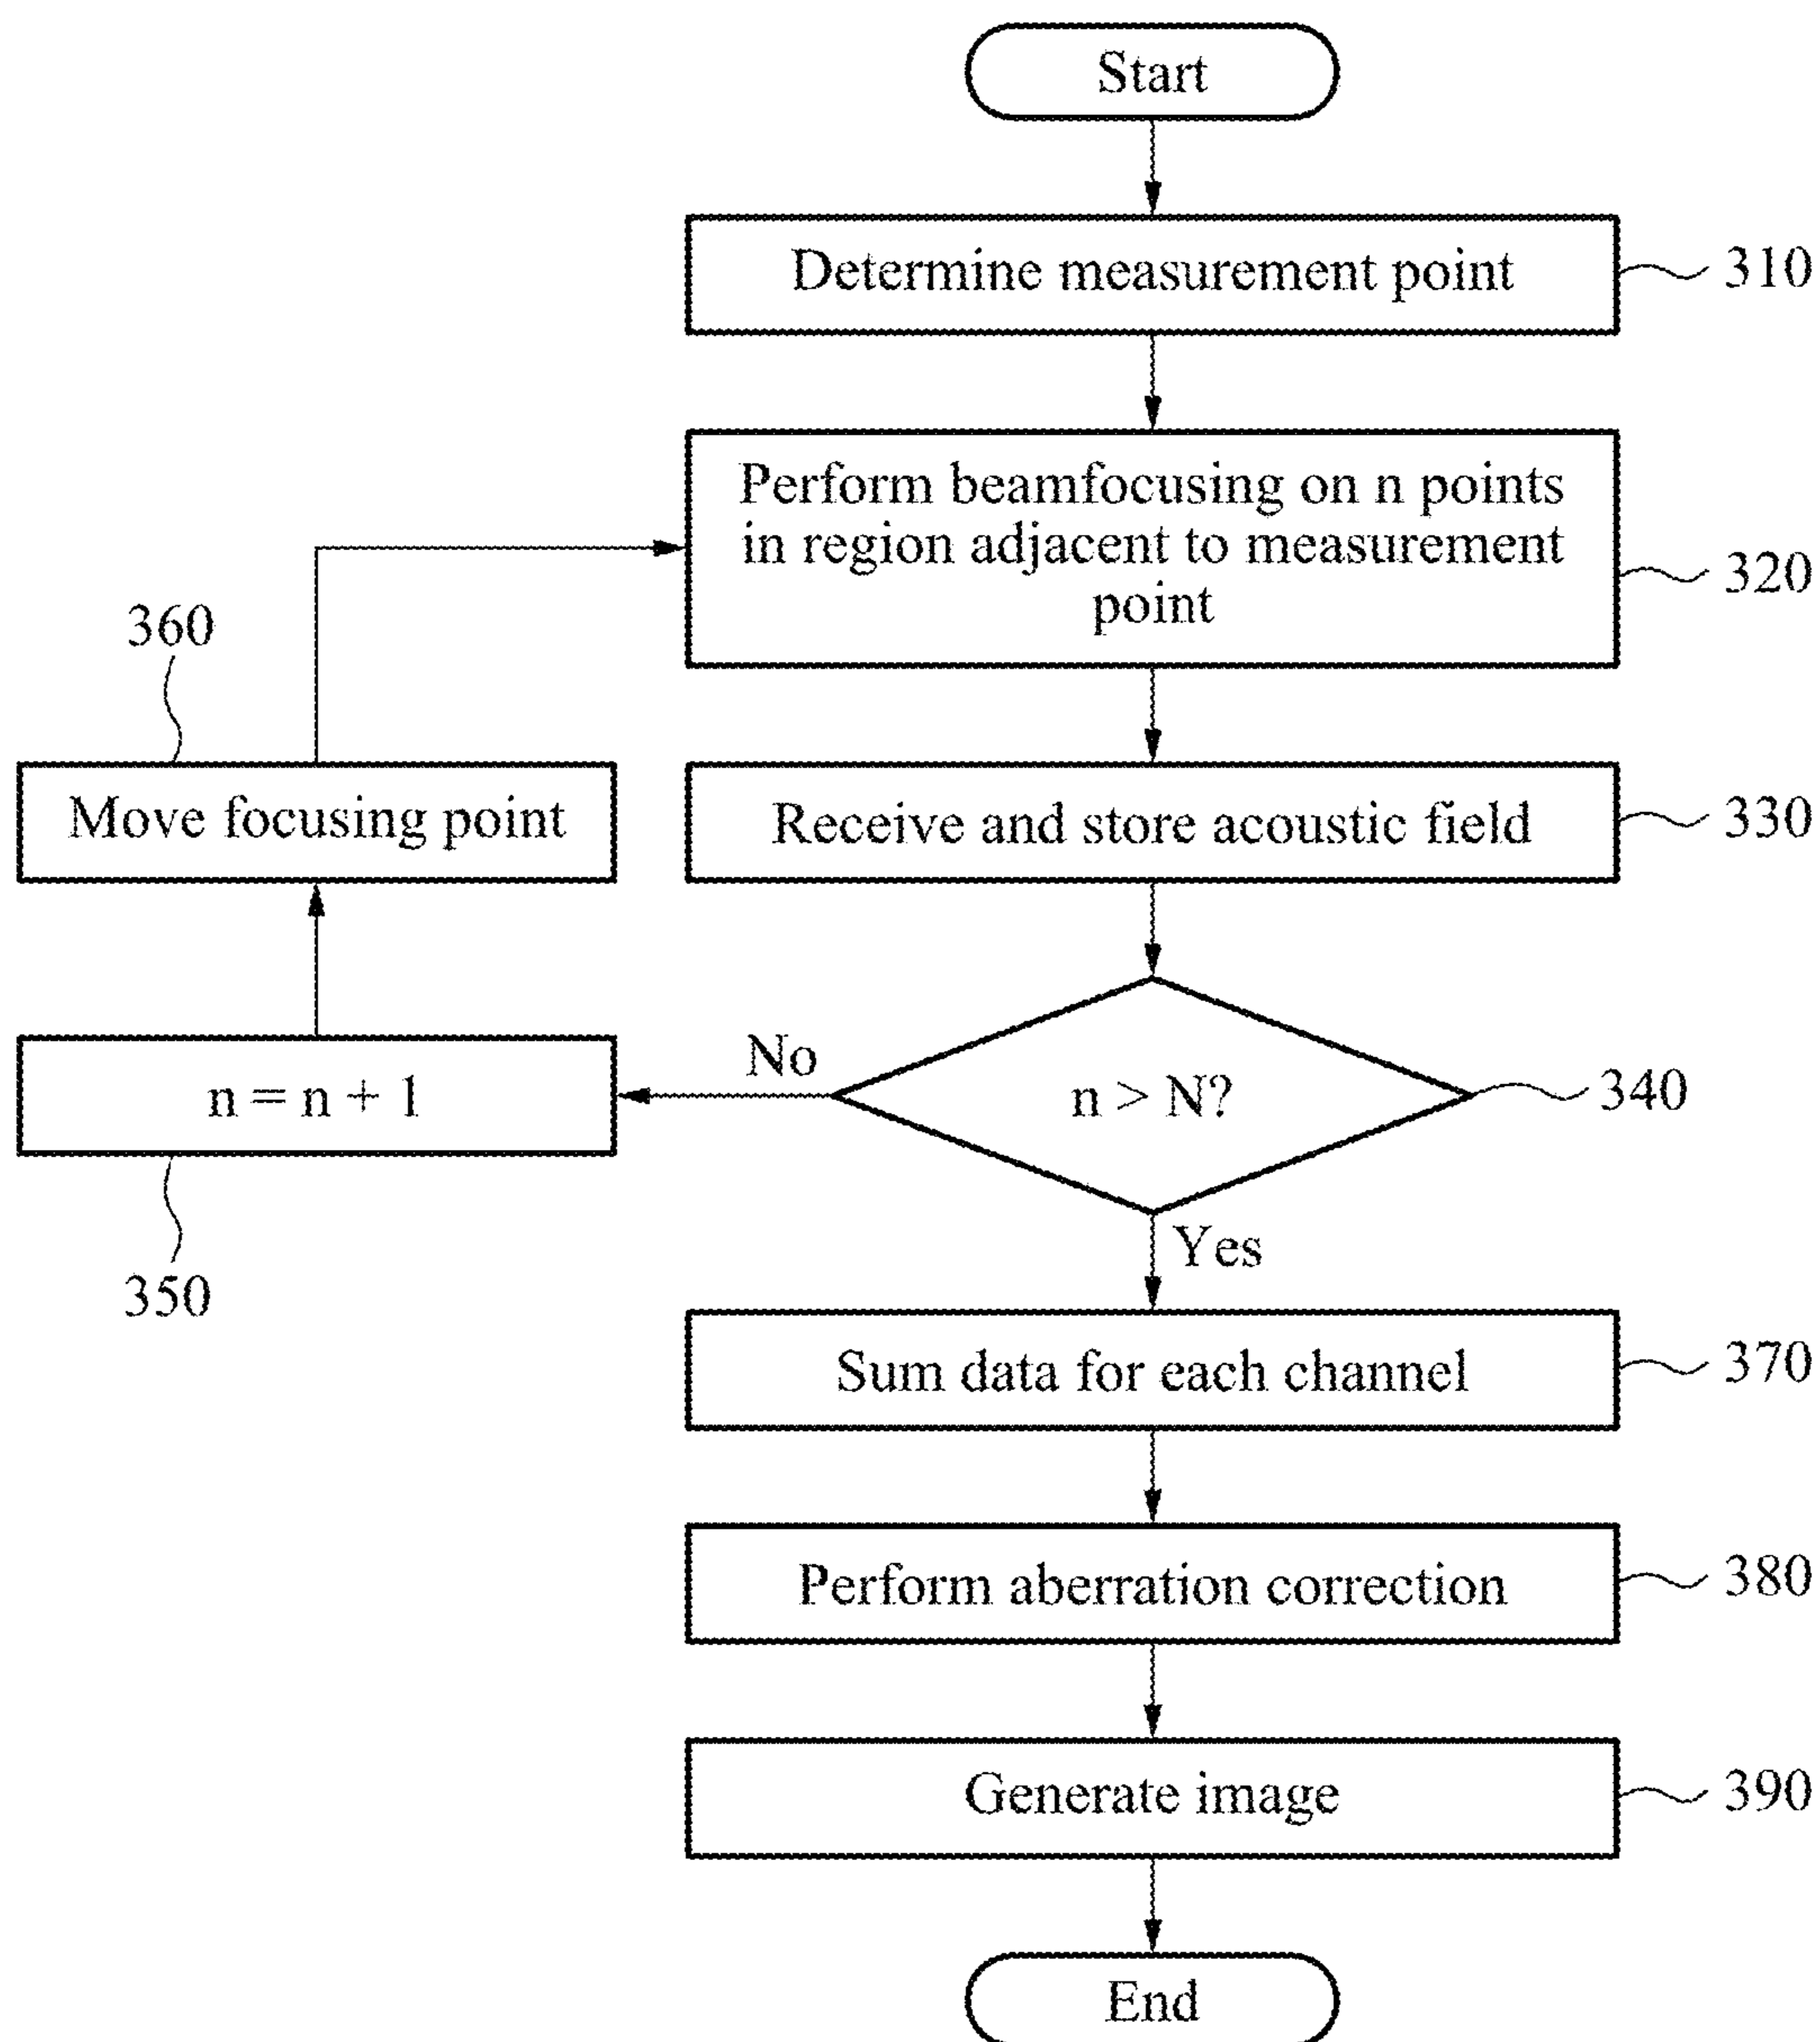 Start
Determine measurement point
310
Perform beamfocusing on n points
in region adjacent to measurement
point
320
360
Move focusing point
Receive and store acoustic field
330
n = n + 1
No
n > N?
340
350
Yes
Sum data for each channel
370
Perform aberration correction
380
Generate image
390
End